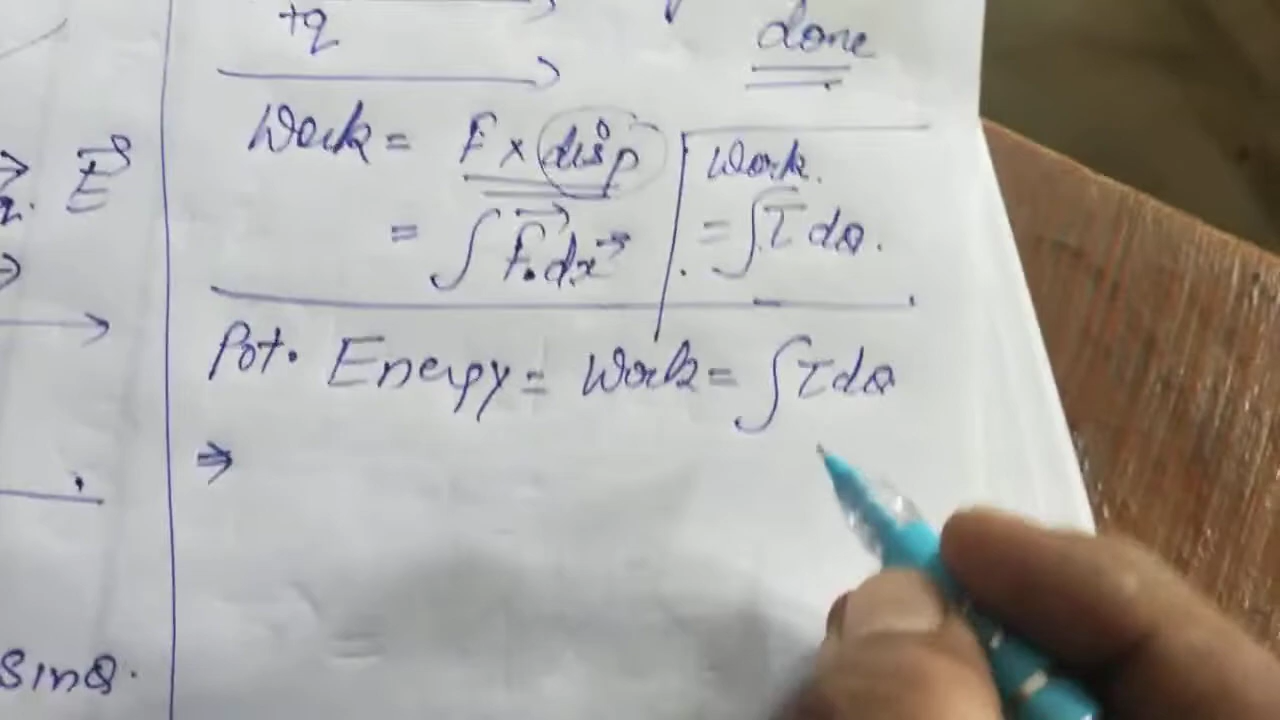 +q
done
Work = F × disp
= ∫ F⃗. dx⃗
Work.
= ∫ τ dθ.
E⃗
Pot. Energy = Work = ∫ τ dθ
⇒
sinθ.